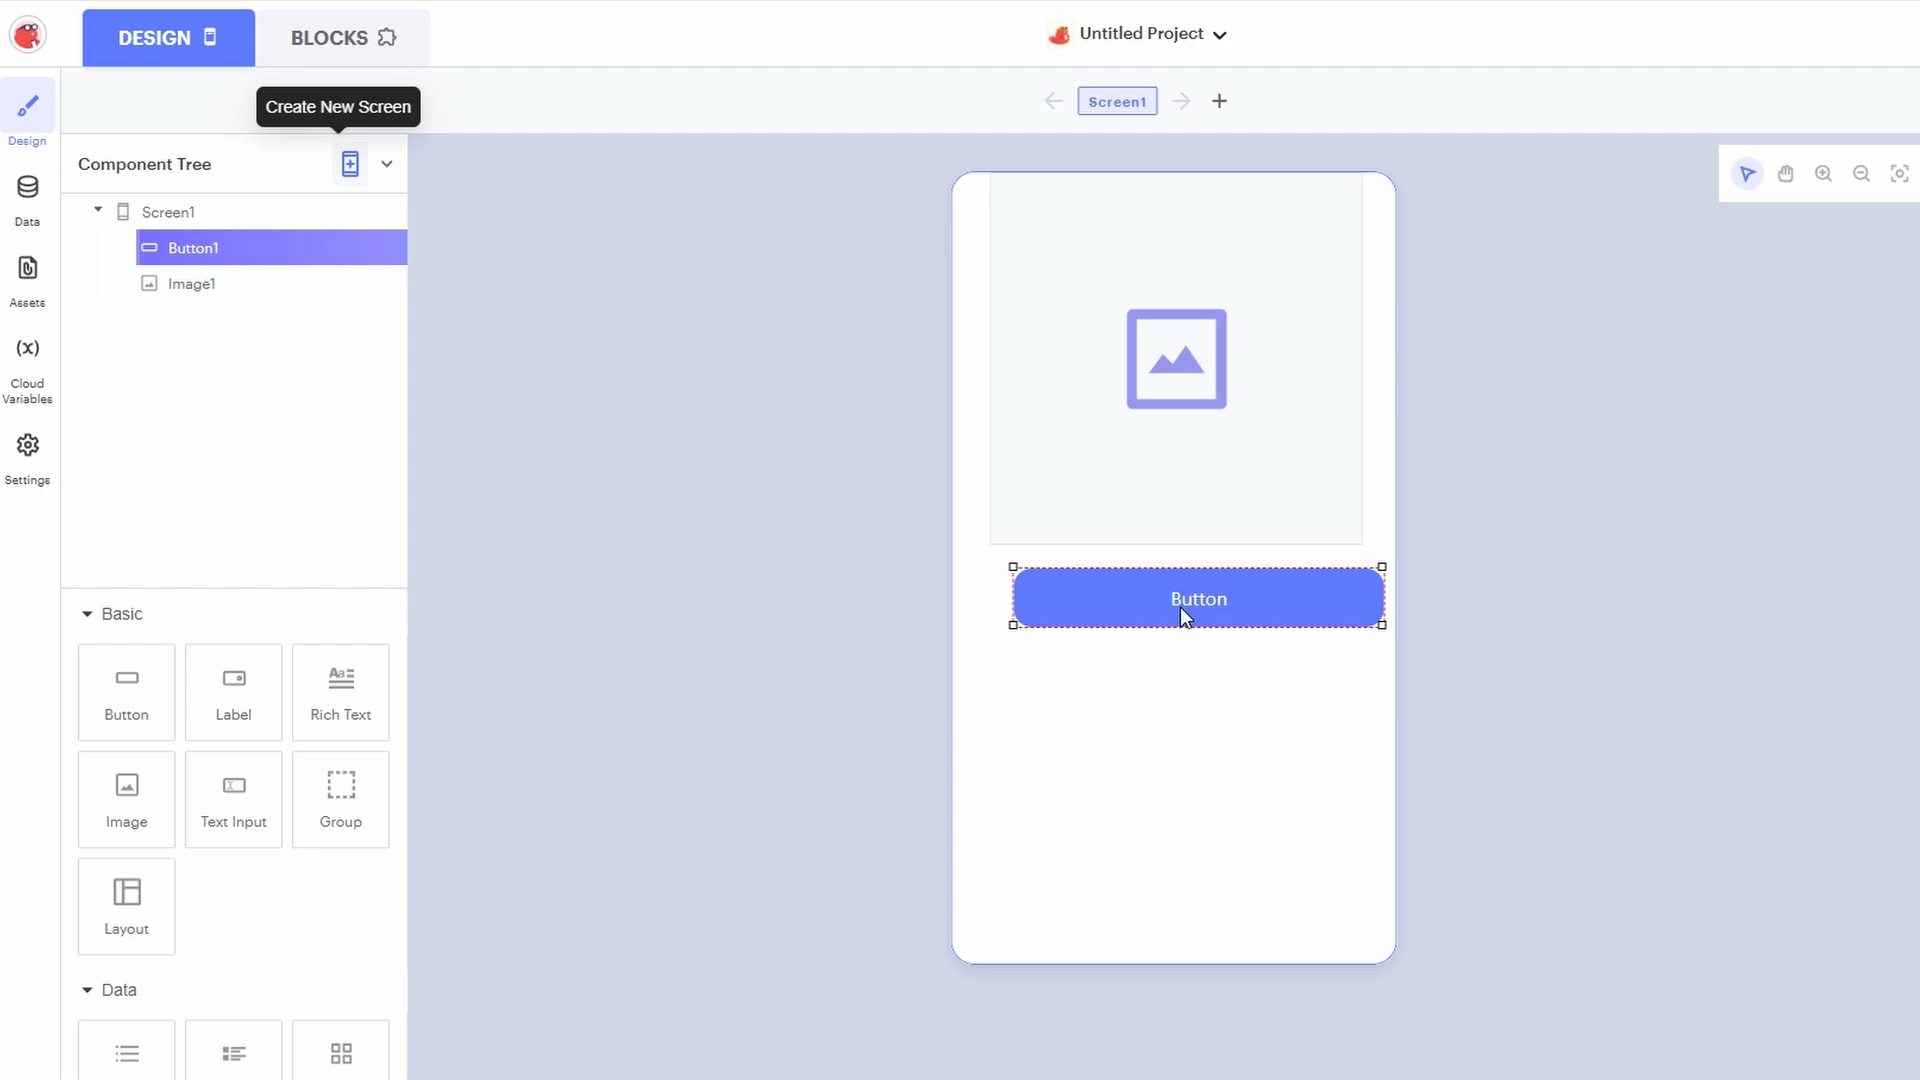 DESIGN
BLOCKS
Untitled Project
Create New Screen
Screen1
Design
Component Tree
Screen1
Button1
Image1
Data
Assets
(x)
Cloud
Variables
Settings
Button
Basic
Button
Label
Aa
Rich Text
Image
Text Input
Group
Layout
Data